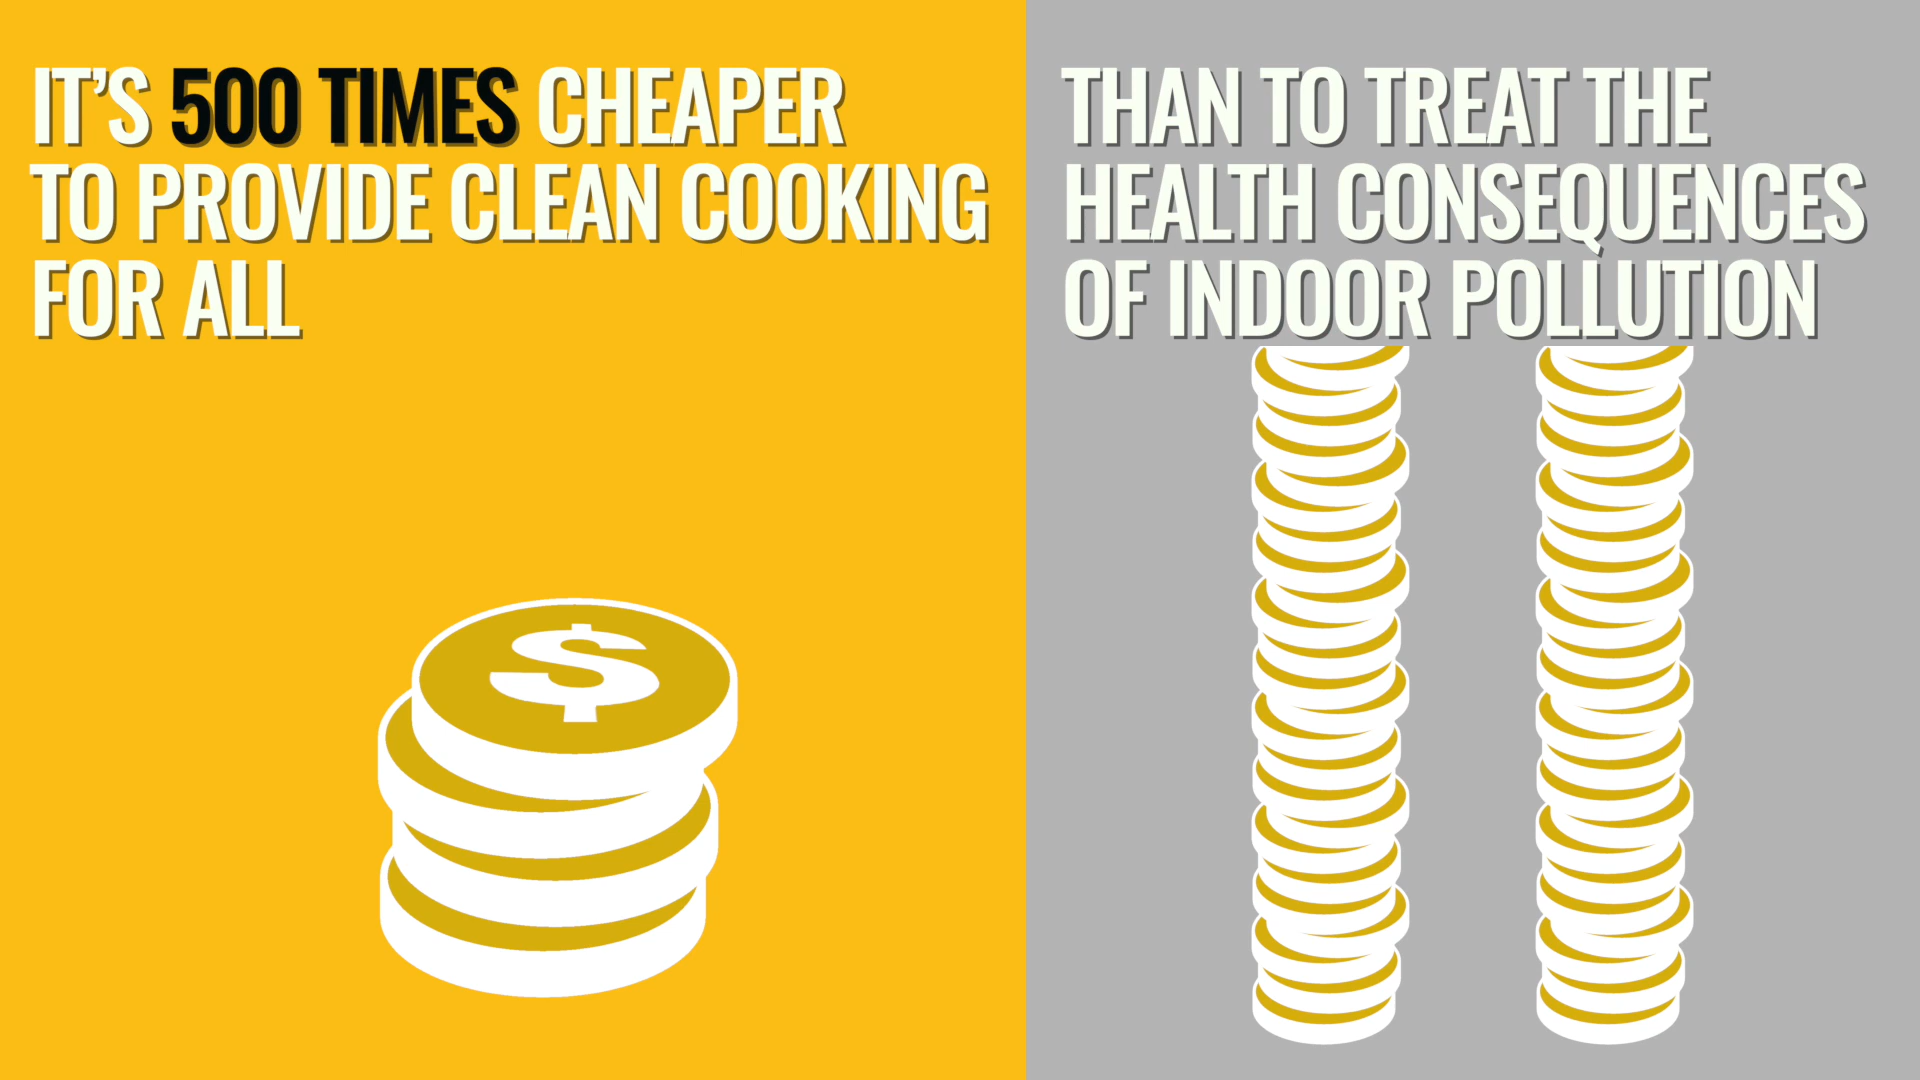 IT’S 500 TIMES CHEAPER
TO PROVIDE CLEAN COOKING
FOR ALL
THAN TO TREAT THE
HEALTH CONSEQUENCES
OF INDOOR POLLUTION
$